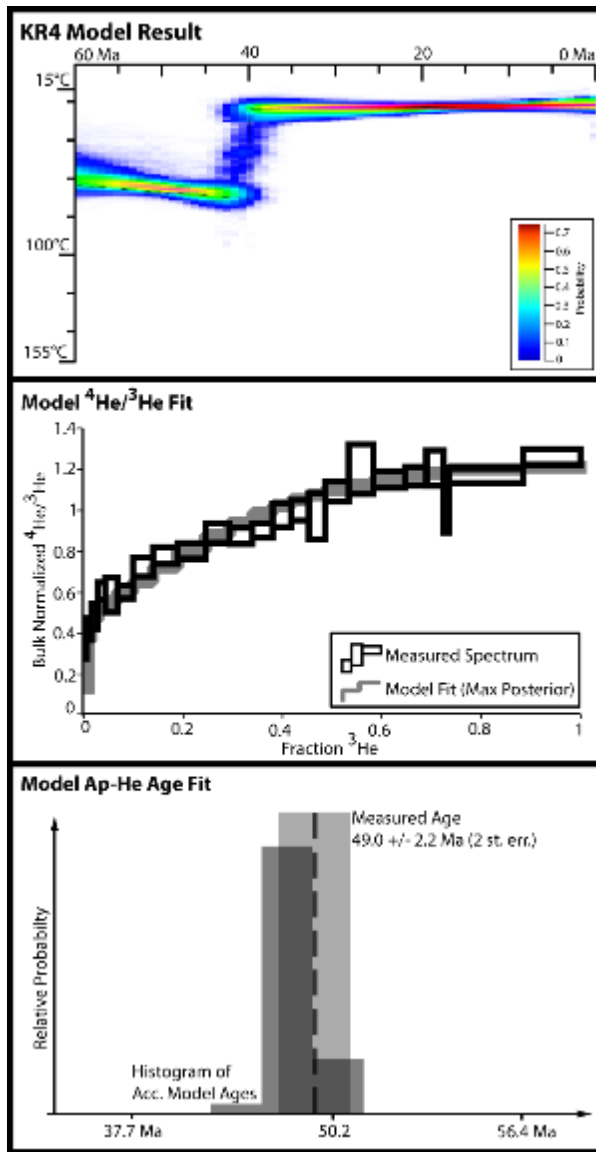 KR4 Model Result
60 Ma 40 20 0 Ma
15°C
100°C
155°C
0.7
0.6
0.5
0.4
0.3
0.2
0.1
0
Probability
Model ⁴He/³He Fit
Bulk Normalized ⁴He/³He
1.4
1.2
1.0
0.8
0.6
0.4
0.2
0
Measured Spectrum
Model Fit (Max Posterior)
0 0.2 0.4 0.6 0.8 1
Fraction ³He
Model Ap-He Age Fit
Measured Age
49.0 +/- 2.2 Ma (2 st. err.)
Relative Probabilty
Histogram of
Acc. Model Ages
37.7 Ma 50.2 56.4 Ma